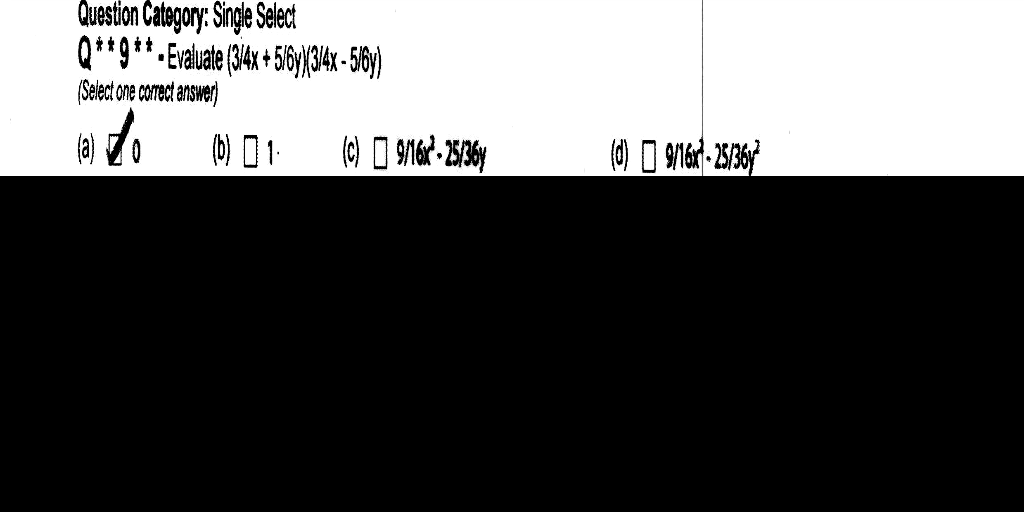 Question Category: Single Select
Q**9** - Evaluate (3/4x + 5/6y)(3/4x - 5/6y)
(Select one correct answer)
(a) ☑ 0 (b) ☐ 1 (c) ☐ 9/16x² - 25/36y (d) ☐ 9/16x² - 25/36y²